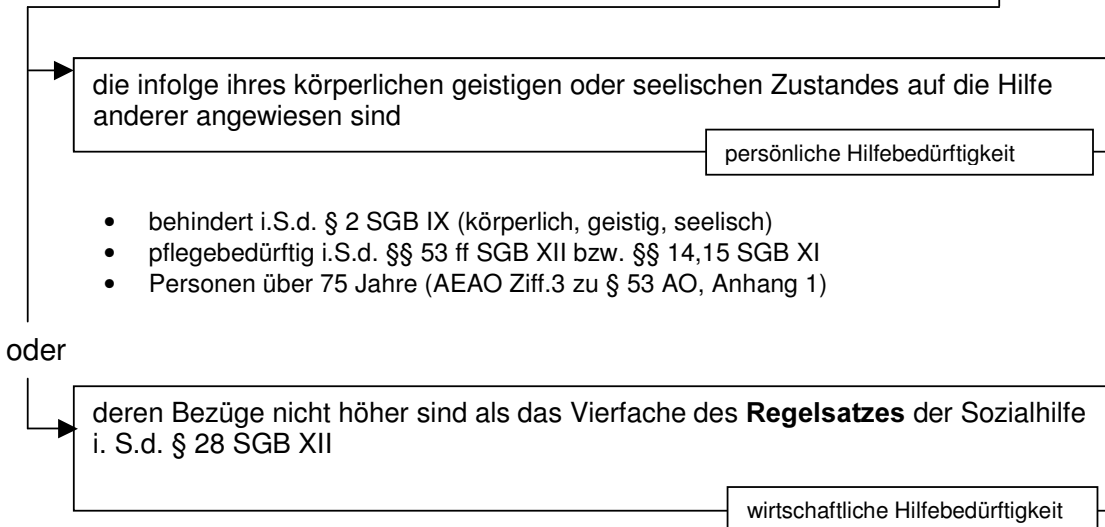 die infolge ihres körperlichen geistigen oder seelischen Zustandes auf die Hilfe
anderer angewiesen sind
persönliche Hilfebedürftigkeit
• behindert i.S.d. § 2 SGB IX (körperlich, geistig, seelisch)
• pflegebedürftig i.S.d. §§ 53 ff SGB XII bzw. §§ 14,15 SGB XI
• Personen über 75 Jahre (AEAO Ziff.3 zu § 53 AO, Anhang 1)
oder
deren Bezüge nicht höher sind als das Vierfache des Regelsatzes der Sozialhilfe
i. S.d. § 28 SGB XII
wirtschaftliche Hilfebedürftigkeit